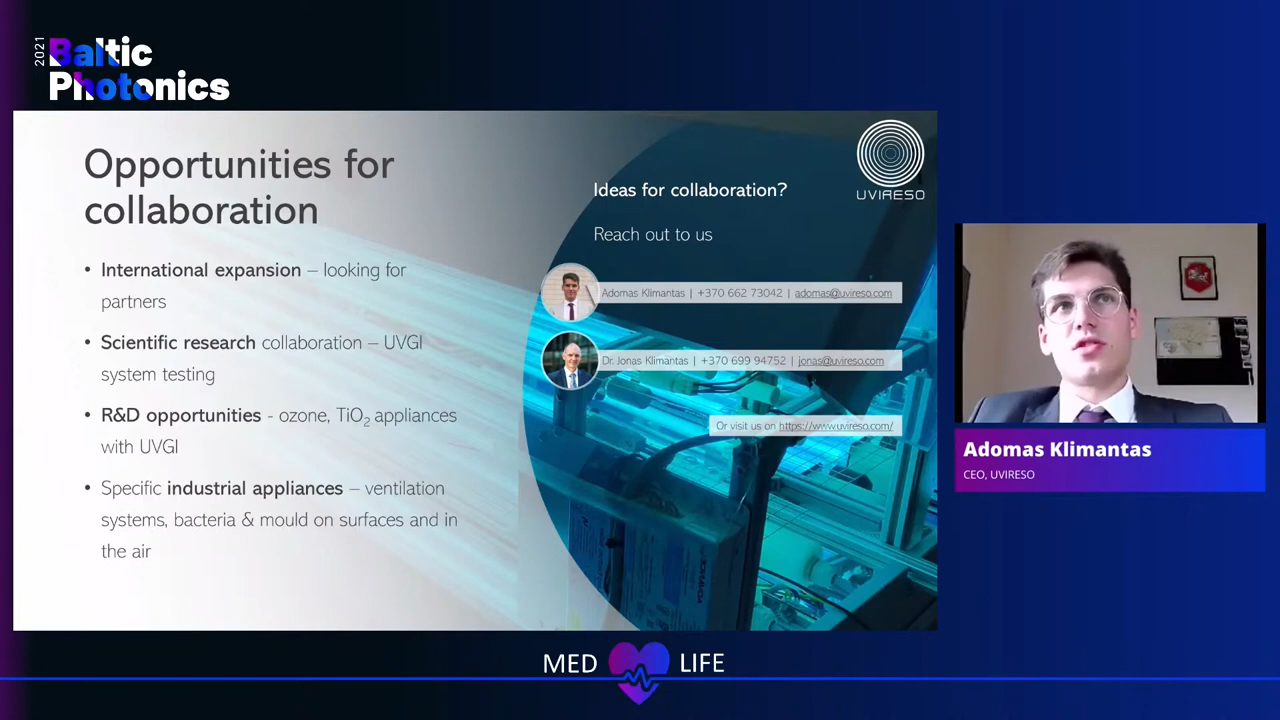 2021
Baltic
Photonics
Opportunities for
collaboration
• International expansion – looking for
partners
• Scientific research collaboration – UVGI
system testing
• R&D opportunities - ozone, TiO₂ appliances
with UVGI
• Specific industrial appliances – ventilation
systems, bacteria & mould on surfaces and in
the air
UVIRESO
Ideas for collaboration?
Reach out to us
Adomas Klimantas | +370 662 73042 | adomas@uvireso.com
Dr. Jonas Klimantas | +370 699 94752 | jonas@uvireso.com
Or visit us on https://www.uvireso.com/
Adomas Klimantas
CEO, UVIRESO
MED LIFE